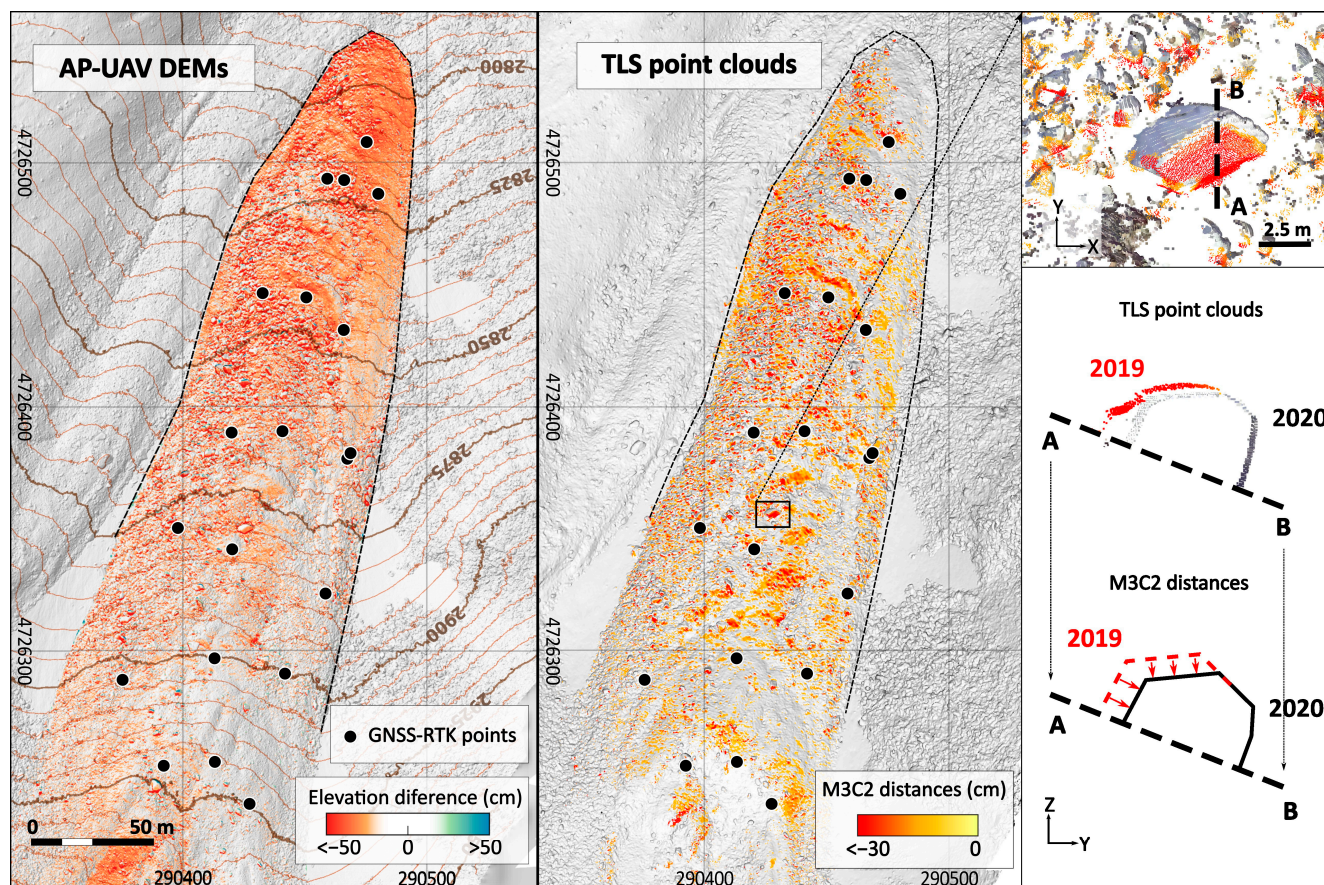 AP-UAV DEMs
2800
2825
2850
2875
2900
2925
4726500
4726400
4726300
GNSS-RTK points
Elevation diference (cm)
<−50
0
>50
0
50 m
290400
290500
TLS point clouds
4726500
4726400
4726300
M3C2 distances (cm)
<−30
0
290400
290500
B
A
Y
X
2.5 m
TLS point clouds
2019
2020
A
B
M3C2 distances
2019
2020
A
B
Z
Y